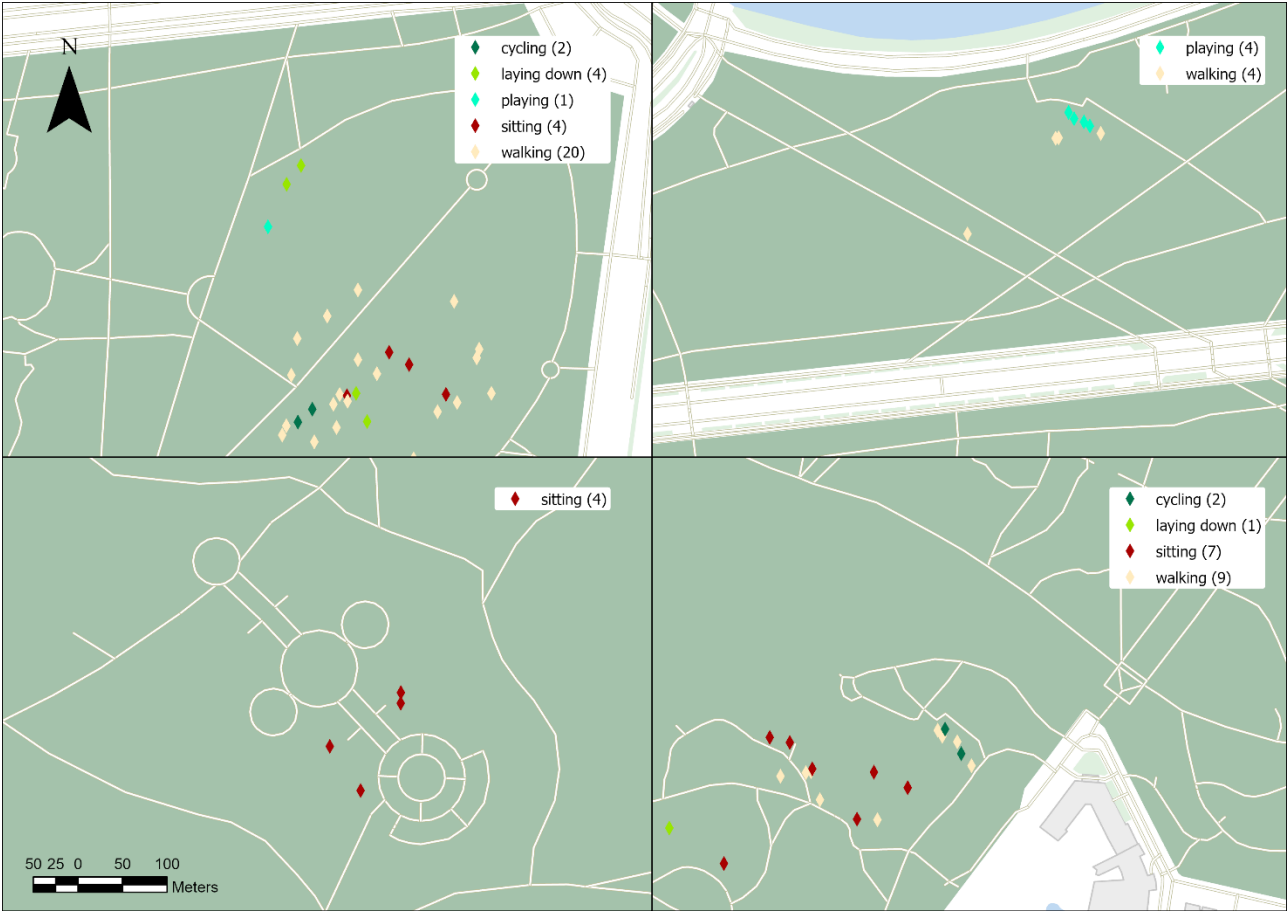 N
cycling (2)
laying down (4)
playing (1)
sitting (4)
walking (20)
playing (4)
walking (4)
sitting (4)
50 25 0 50 100
Meters
cycling (2)
laying down (1)
sitting (7)
walking (9)